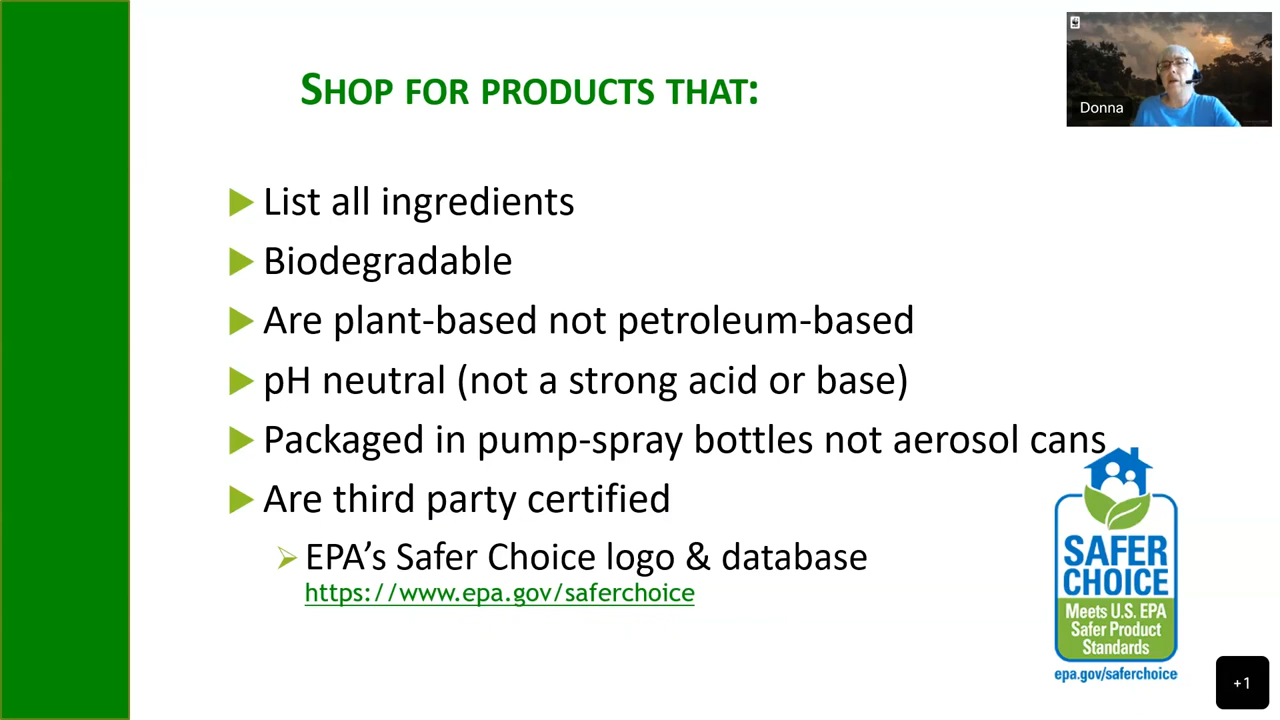 SHOP FOR PRODUCTS THAT:
Donna
List all ingredients
Biodegradable
Are plant-based not petroleum-based
pH neutral (not a strong acid or base)
Packaged in pump-spray bottles not aerosol cans
Are third party certified
EPA’s Safer Choice logo & database
https://www.epa.gov/saferchoice
SAFER
CHOICE
Meets U.S. EPA
Safer Product
Standards
epa.gov/saferchoice
+1